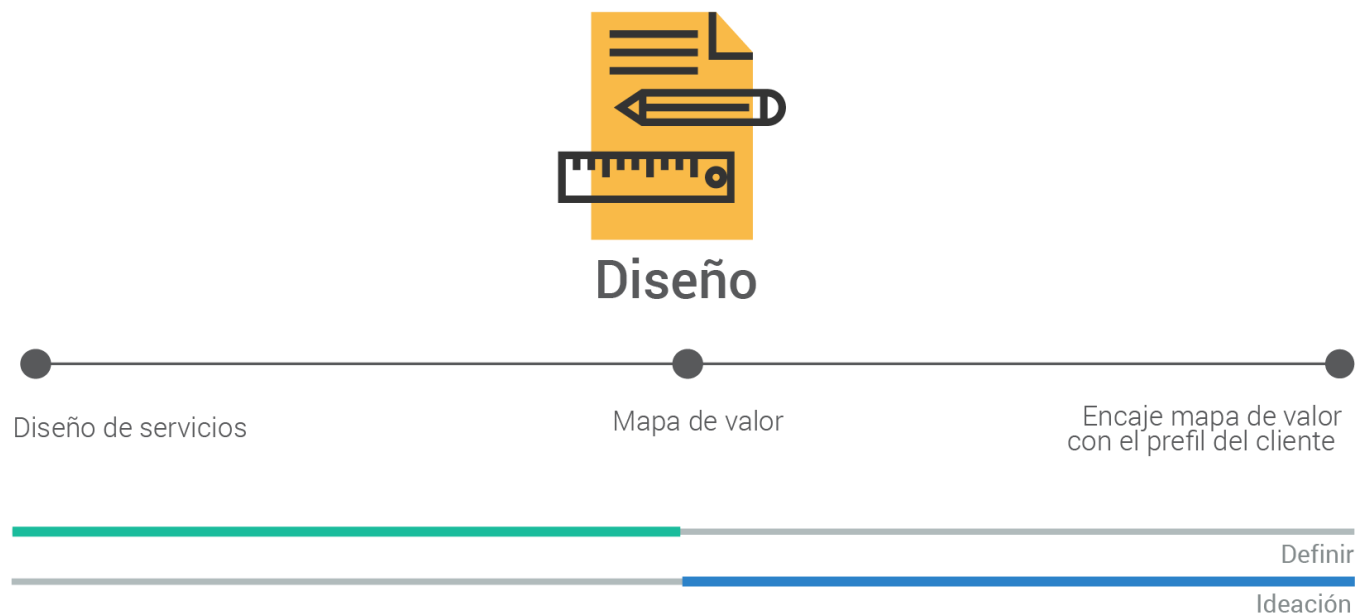 Diseño
Diseño de servicios
Mapa de valor
Encaje mapa de valor
con el prefil del cliente
Definir
Ideación